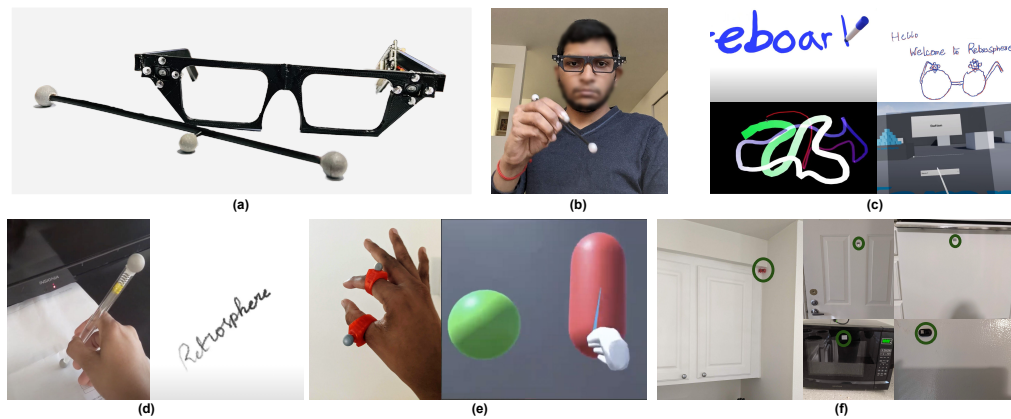 eboar
Hello
Welcome to Retrosphere
(a)
(b)
(c)
Retrosphere
(d)
(e)
(f)